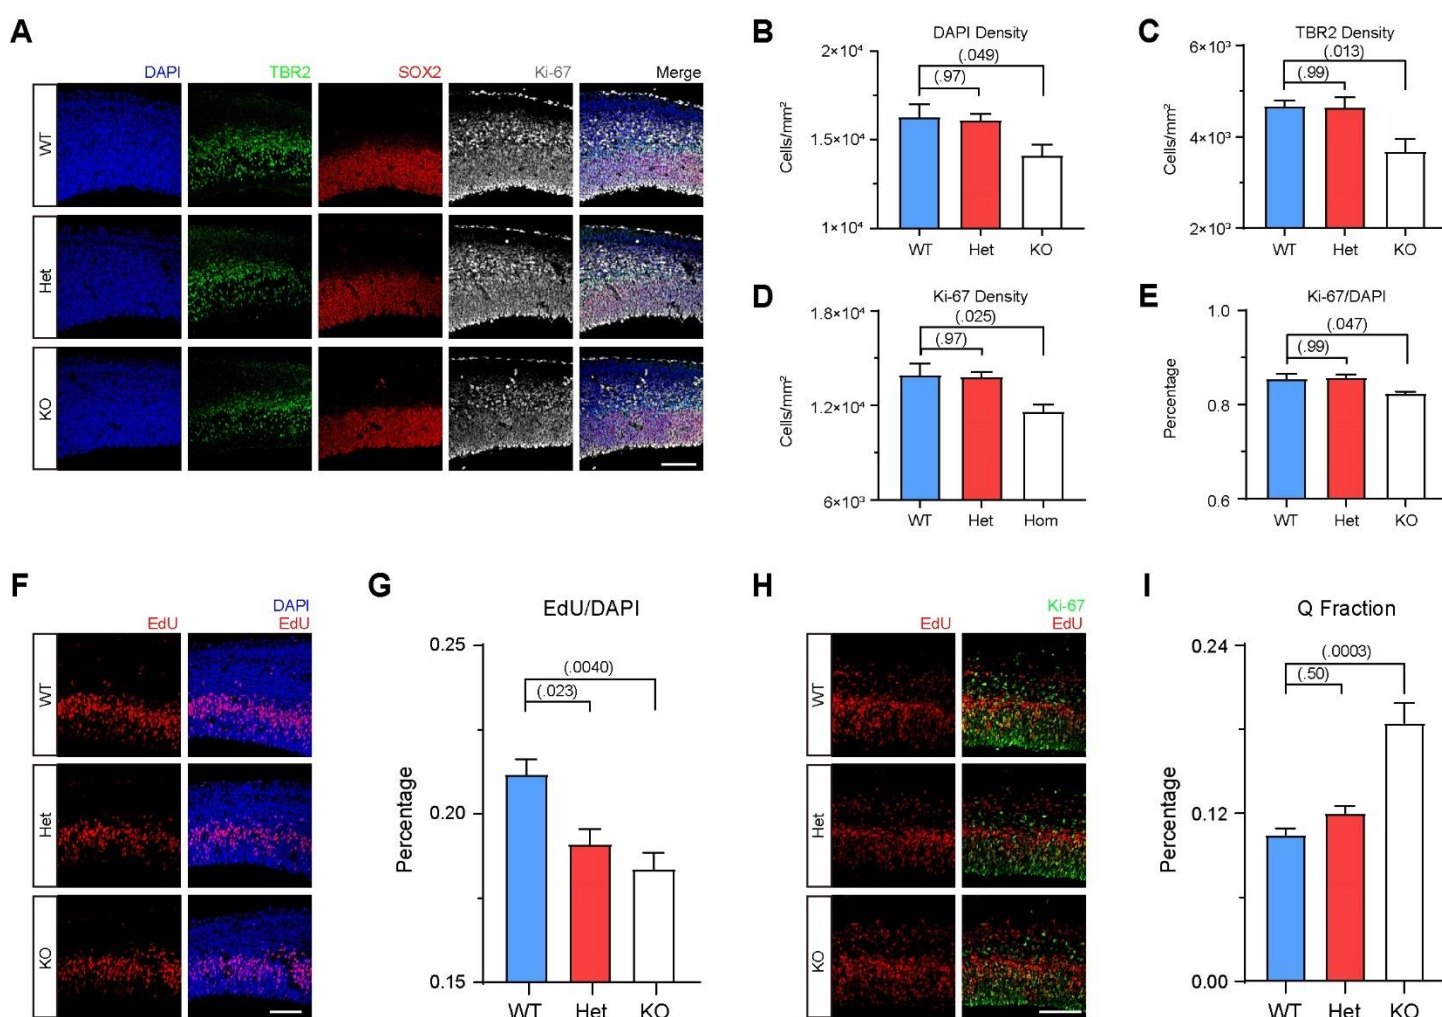 A
DAPI TBR2 SOX2 Ki-67 Merge
WT
Het
KO
B
DAPI Density
2×10⁴
(.049)
(.97)
1.5×10⁴
1×10⁴
Cells/mm²
WT Het KO
C
TBR2 Density
6×10³
(.013)
(.99)
4×10³
2×10³
Cells/mm²
WT Het KO
D
Ki-67 Density
1.8×10⁴
(.025)
(.97)
1.2×10⁴
6×10³
Cells/mm²
WT Het Hom
E
Ki-67/DAPI
1.0
(.047)
(.99)
0.8
0.6
Percentage
WT Het KO
F
DAPI
EdU EdU
WT
Het
KO
G
EdU/DAPI
0.25
(.0040)
(.023)
0.20
0.15
Percentage
WT Het KO
H
Ki-67
EdU EdU
WT
Het
KO
I
Q Fraction
0.24
(.0003)
(.50)
0.12
0.00
Percentage
WT Het KO